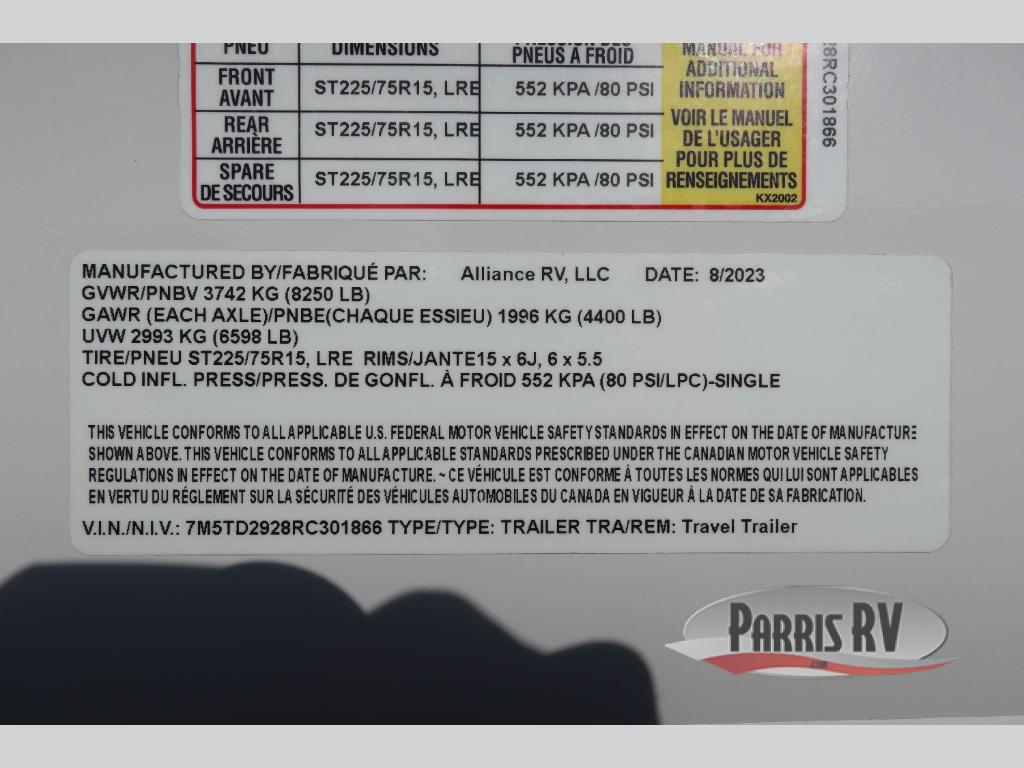 PNEU DIMENSIONS PNEUS À FROID
FRONT AVANT ST225/75R15, LRE 552 KPA /80 PSI
REAR ARRIÈRE ST225/75R15, LRE 552 KPA /80 PSI
SPARE DE SECOURS ST225/75R15, LRE 552 KPA /80 PSI
MANUAL FOR
ADDITIONAL
INFORMATION
VOIR LE MANUEL
DE L'USAGER
POUR PLUS DE
RENSEIGNEMENTS
KX2002
8RC301866
MANUFACTURED BY/FABRIQUÉ PAR: Alliance RV, LLC DATE: 8/2023
GVWR/PNBV 3742 KG (8250 LB)
GAWR (EACH AXLE)/PNBE(CHAQUE ESSIEU) 1996 KG (4400 LB)
UVW 2993 KG (6598 LB)
TIRE/PNEU ST225/75R15, LRE RIMS/JANTE15 x 6J, 6 x 5.5
COLD INFL. PRESS/PRESS. DE GONFL. À FROID 552 KPA (80 PSI/LPC)-SINGLE
THIS VEHICLE CONFORMS TO ALL APPLICABLE U.S. FEDERAL MOTOR VEHICLE SAFETY STANDARDS IN EFFECT ON THE DATE OF MANUFACTURE
SHOWN ABOVE. THIS VEHICLE CONFORMS TO ALL APPLICABLE STANDARDS PRESCRIBED UNDER THE CANADIAN MOTOR VEHICLE SAFETY
REGULATIONS IN EFFECT ON THE DATE OF MANUFACTURE. ~ CE VÉHICULE EST CONFORME À TOUTES LES NORMES QUI LUI SONT APPLICABLES
EN VERTU DU RÉGLEMENT SUR LA SÉCURITÉ DES VÉHICULES AUTOMOBILES DU CANADA EN VIGUEUR À LA DATE DE SA FABRICATION.
V.I.N./N.I.V.: 7M5TD2928RC301866 TYPE/TYPE: TRAILER TRA/REM: Travel Trailer
PARRIS RV
.com